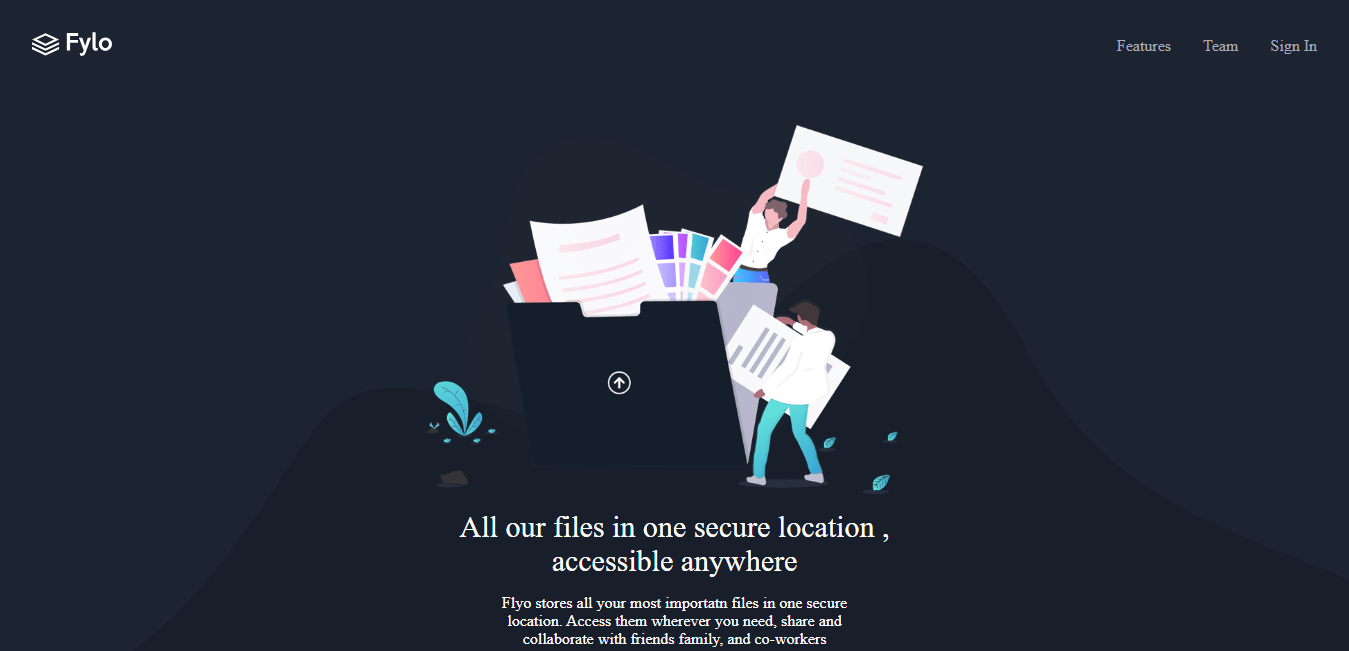 Fylo
Features Team Sign In
All our files in one secure location ,
accessible anywhere
Flyo stores all your most importatn files in one secure
location. Access them wherever you need, share and
collaborate with friends family, and co-workers